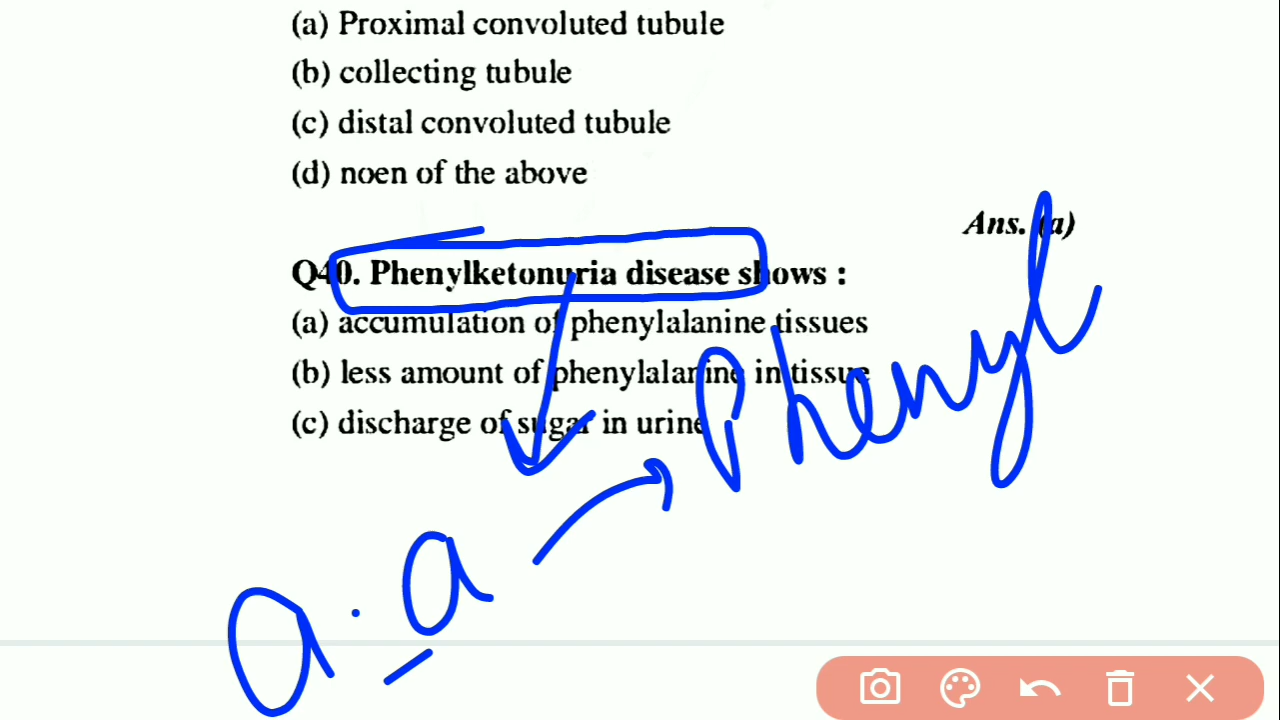 (a) Proximal convoluted tubule
(b) collecting tubule
(c) distal convoluted tubule
(d) noen of the above
Ans. (a)
Q40. Phenylketonuria disease shows :
(a) accumulation of phenylalanine tissues
(b) less amount of phenylalanine in tissue
(c) discharge of sugar in urine
Phenyl
a.a